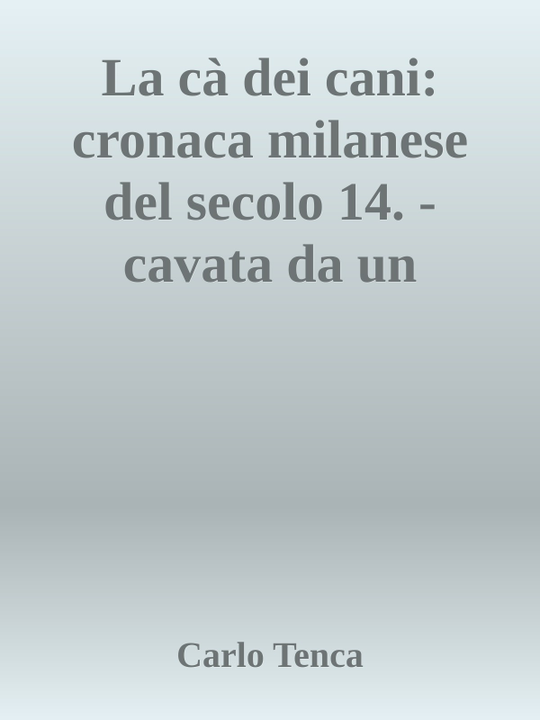 La cà dei cani:
cronaca milanese
del secolo 14. -
cavata da un
Carlo Tenca